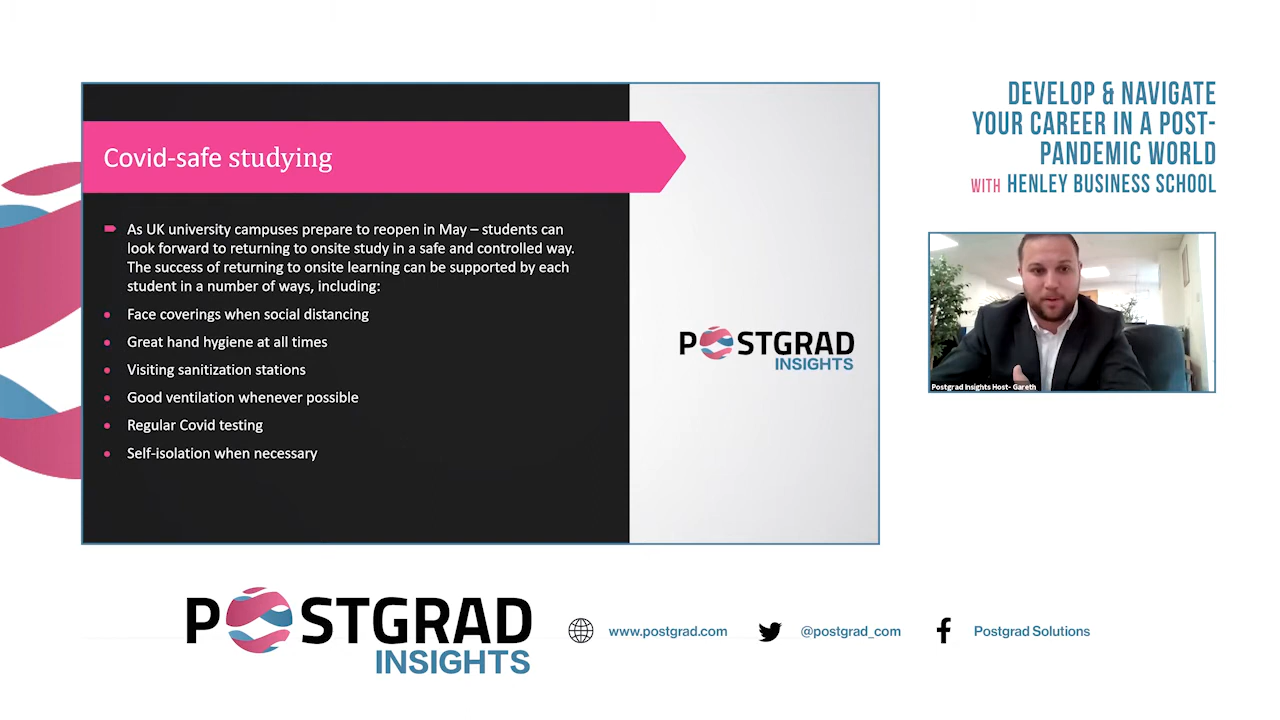 DEVELOP & NAVIGATE
YOUR CAREER IN A POST-
PANDEMIC WORLD
WITH HENLEY BUSINESS SCHOOL
Covid-safe studying
As UK university campuses prepare to reopen in May – students can
look forward to returning to onsite study in a safe and controlled way.
The success of returning to onsite learning can be supported by each
student in a number of ways, including:
Face coverings when social distancing
Great hand hygiene at all times
Visiting sanitization stations
Good ventilation whenever possible
Regular Covid testing
Self-isolation when necessary
POSTGRAD
INSIGHTS
Postgrad Insights Host- Gareth
POSTGRAD
INSIGHTS
www.postgrad.com
@postgrad_com
Postgrad Solutions